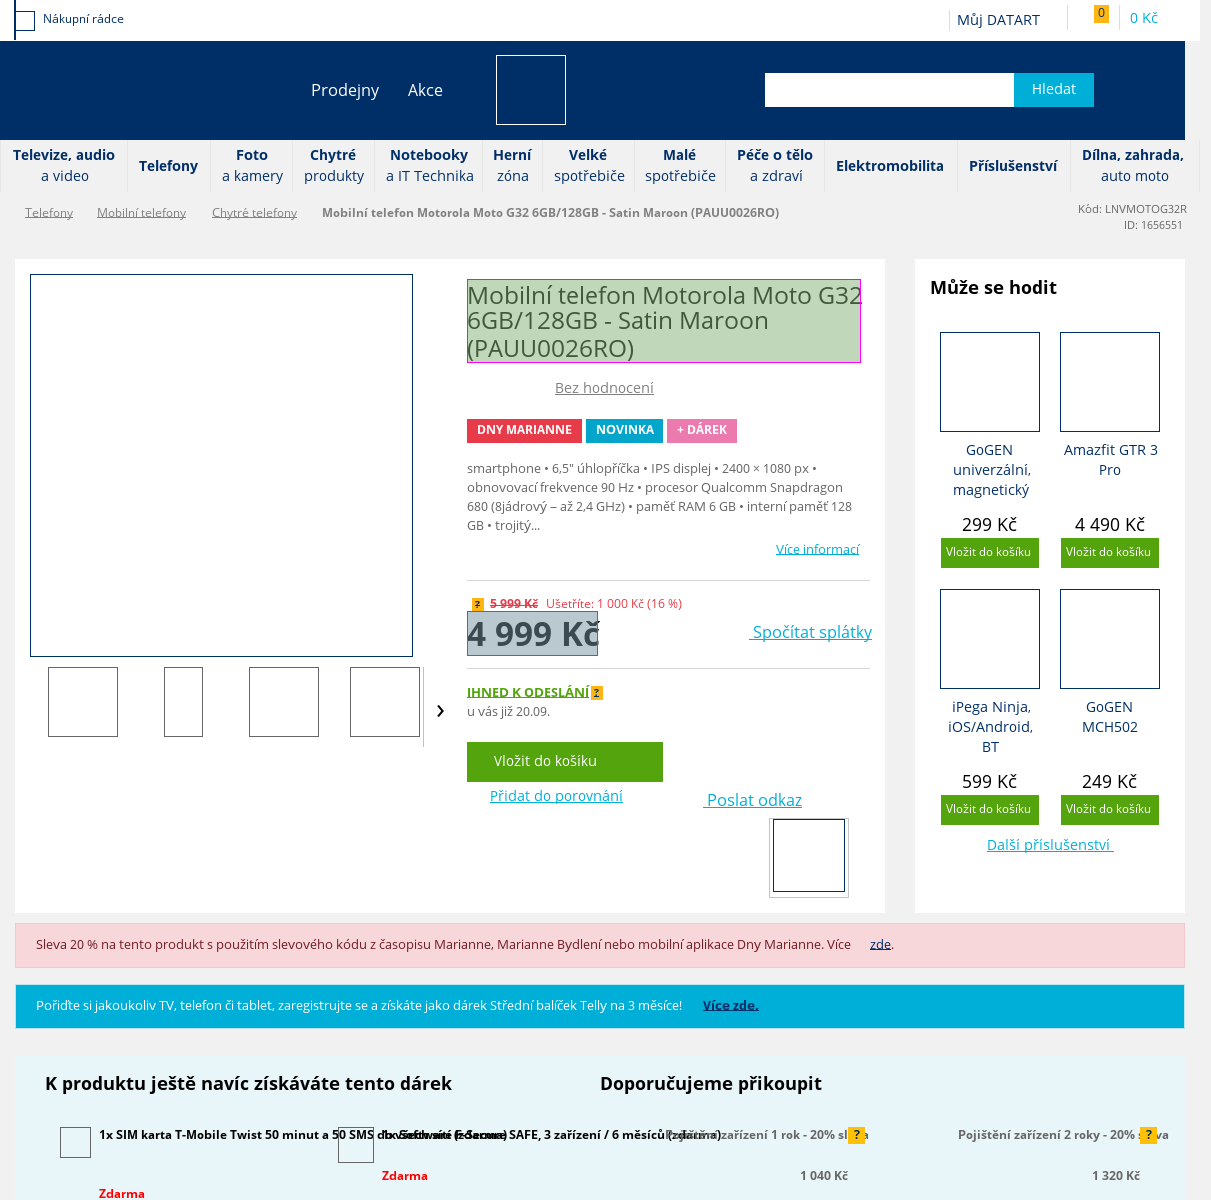 Nákupní rádce
Můj DATART
0
0 Kč
Prodejny
Akce
Hledat
Televize, audio
a video
Telefony
Foto
a kamery
Chytré
produkty
Notebooky
a IT Technika
Herní
zóna
Velké
spotřebiče
Malé
spotřebiče
Péče o tělo
a zdraví
Elektromobilita
Příslušenství
Dílna, zahrada,
auto moto
Telefony
Mobilní telefony
Chytré telefony
Mobilní telefon Motorola Moto G32 6GB/128GB - Satin Maroon (PAUU0026RO)
Kód: LNVMOTOG32R
ID: 1656551
Mobilní telefon Motorola Moto G32
6GB/128GB - Satin Maroon
(PAUU0026RO)
Bez hodnocení
DNY MARIANNE
NOVINKA
+ DÁREK
smartphone • 6,5" úhlopříčka • IPS displej • 2400 × 1080 px •
obnovovací frekvence 90 Hz • procesor Qualcomm Snapdragon
680 (8jádrový – až 2,4 GHz) • paměť RAM 6 GB • interní paměť 128
GB • trojitý...
Více informací
? 5 999 Kč Ušetříte: 1 000 Kč (16 %)
4 999 Kč
Spočítat splátky
IHNED K ODESLÁNÍ ?
u vás již 20.09.
Vložit do košíku
Přidat do porovnání
Poslat odkaz
Může se hodit
GoGEN
univerzální,
magnetický
299 Kč
Vložit do košíku
Amazfit GTR 3
Pro
4 490 Kč
Vložit do košíku
iPega Ninja,
iOS/Android,
BT
599 Kč
Vložit do košíku
GoGEN
MCH502
249 Kč
Vložit do košíku
Další příslušenství
Sleva 20 % na tento produkt s použitím slevového kódu z časopisu Marianne, Marianne Bydlení nebo mobilní aplikace Dny Marianne. Více zde.
Pořiďte si jakoukoliv TV, telefon či tablet, zaregistrujte se a získáte jako dárek Střední balíček Telly na 3 měsíce! Více zde.
K produktu ještě navíc získáváte tento dárek
Doporučujeme přikoupit
1x SIM karta T-Mobile Twist 50 minut a 50 SMS do všech sítí (zdarma)
Zdarma
1x Software F-Secure SAFE, 3 zařízení / 6 měsíců (zdarma)
Zdarma
Pojištění zařízení 1 rok - 20% sleva
?
1 040 Kč
Pojištění zařízení 2 roky - 20% sleva
?
1 320 Kč